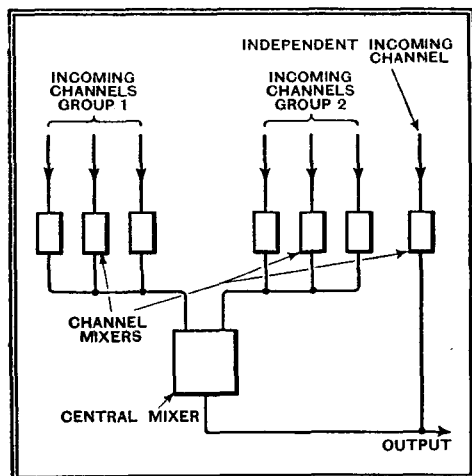 INDEPENDENT INCOMING
CHANNEL
INCOMING
CHANNELS
GROUP 1
INCOMING
CHANNELS
GROUP 2
CHANNEL
MIXERS
CENTRAL MIXER
OUTPUT